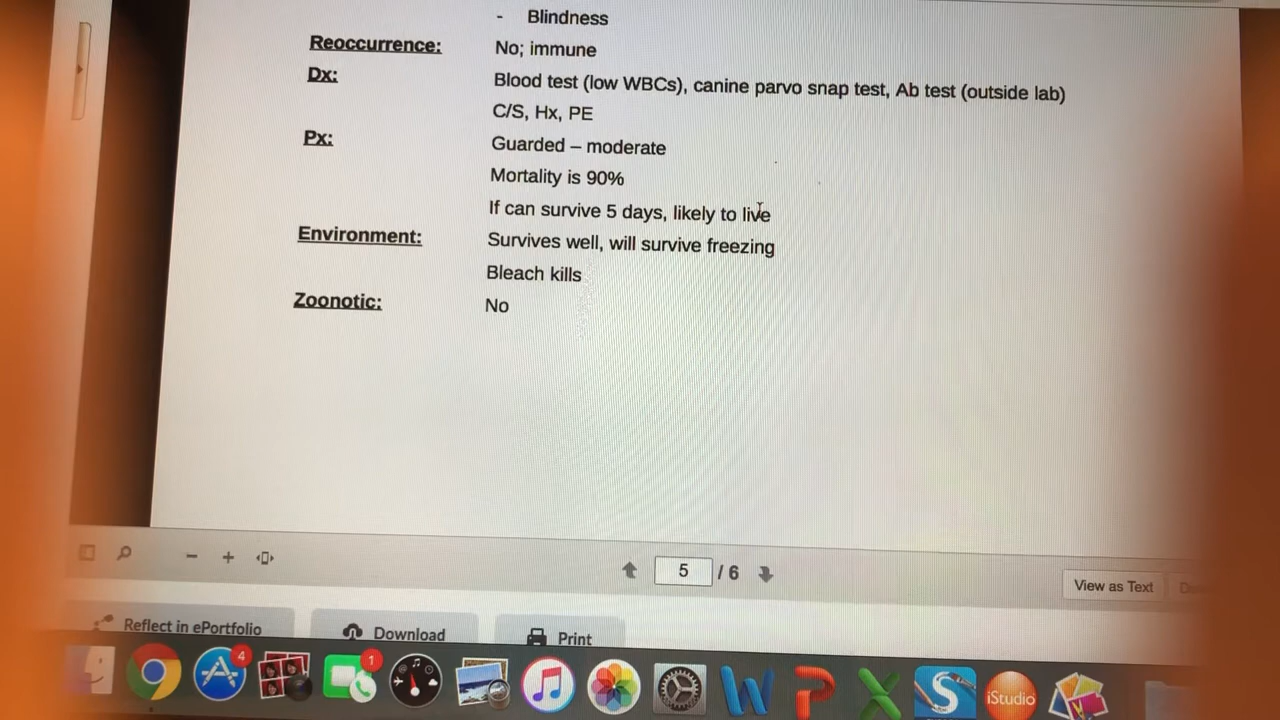 - Blindness
Reoccurrence: No; immune
Dx: Blood test (low WBCs), canine parvo snap test, Ab test (outside lab)
C/S, Hx, PE
Px: Guarded – moderate
Mortality is 90%
If can survive 5 days, likely to live
Environment: Survives well, will survive freezing
Bleach kills
Zoonotic: No
5 / 6
View as Text
Reflect in ePortfolio Download Print
4
1
iStudio